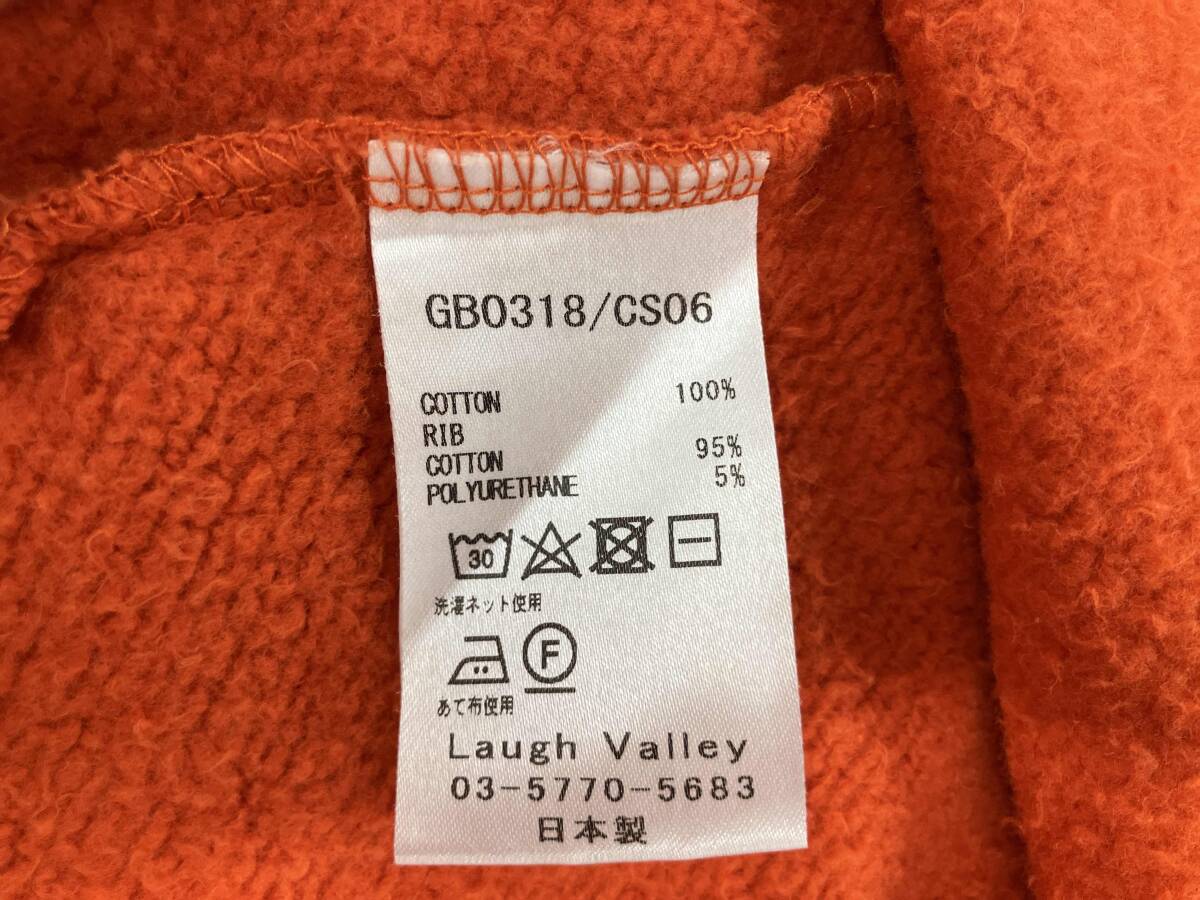 GB0318/CS06
COTTON 100%
RIB
COTTON 95%
POLYURETHANE 5%
30
洗濯ネット使用
F
あて布使用
Laugh Valley
03-5770-5683
日本製